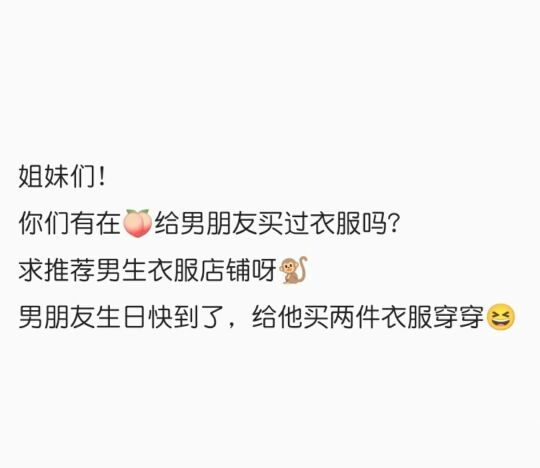 姐妹们！
你们有在🍑给男朋友买过衣服吗？
求推荐男生衣服店铺呀🐒
男朋友生日快到了，给他买两件衣服穿穿😆